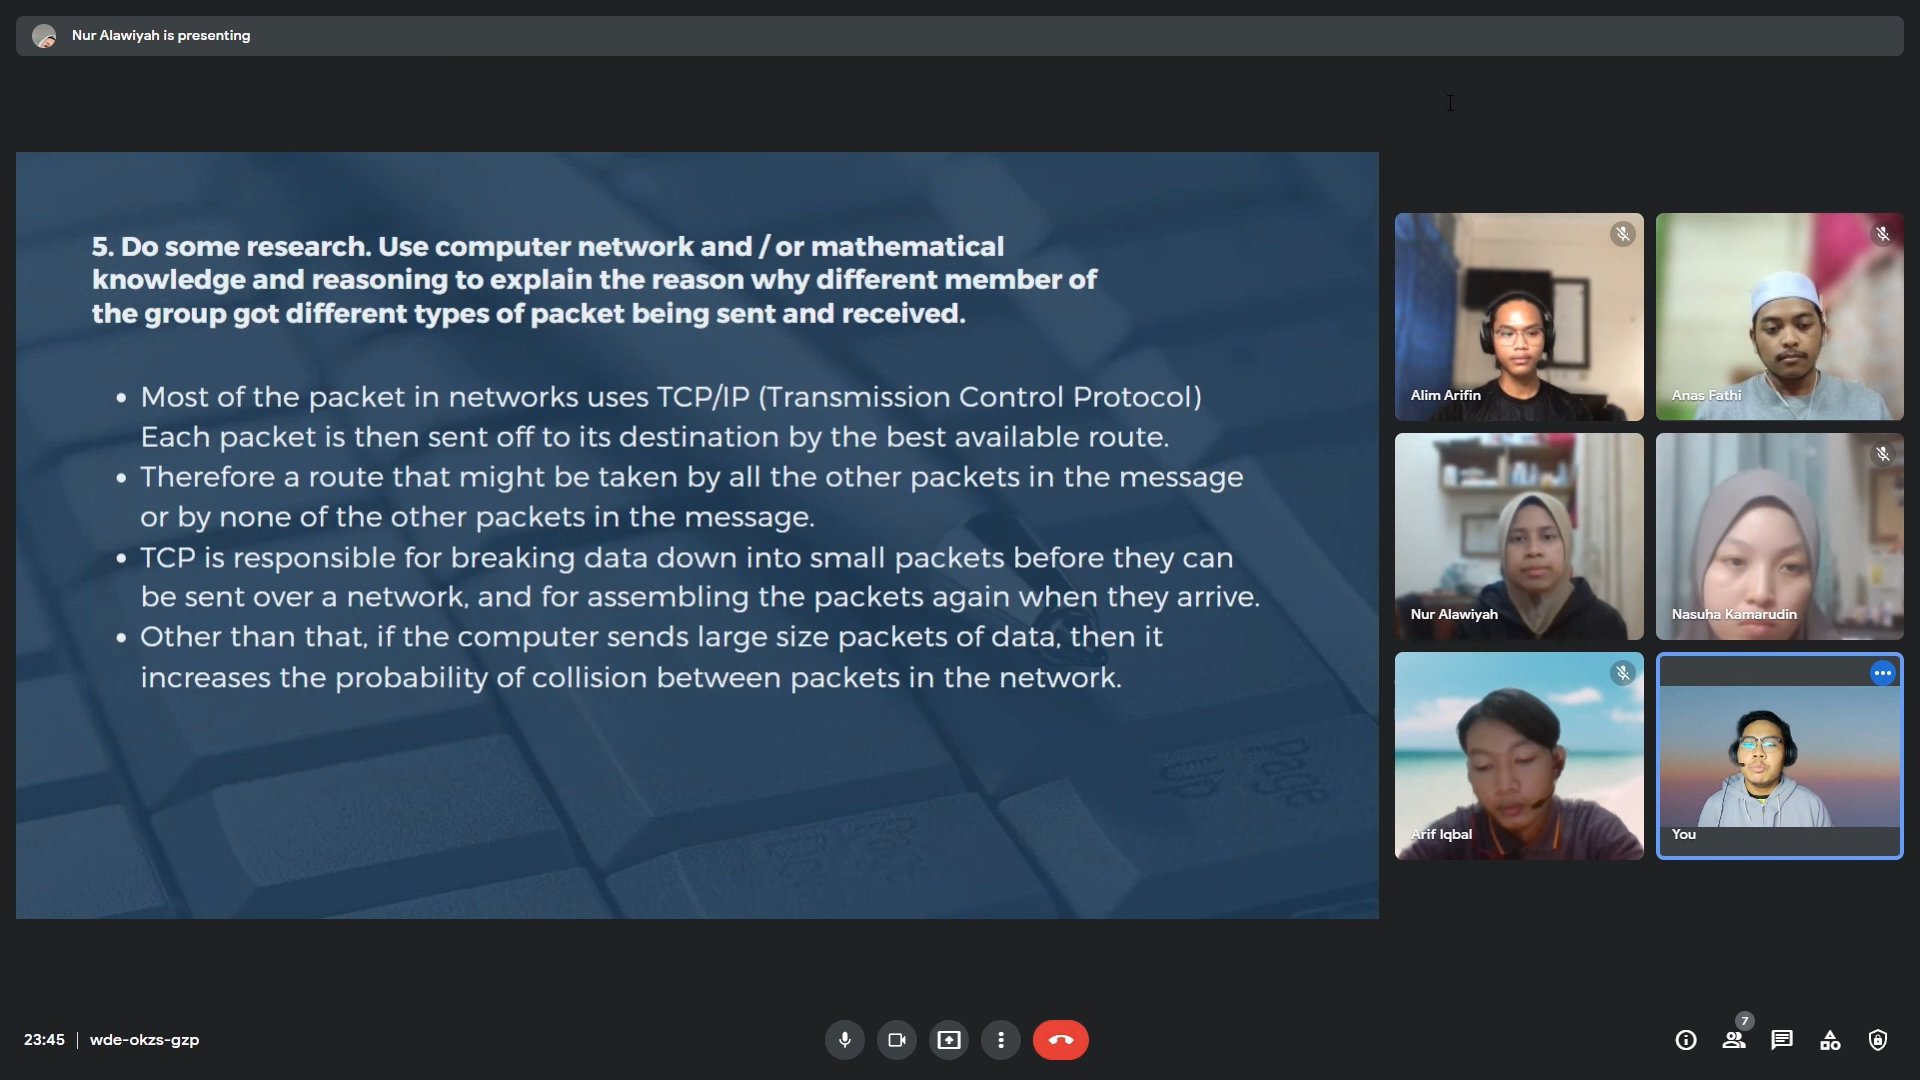 Nur Alawiyah is presenting
5. Do some research. Use computer network and / or mathematical
knowledge and reasoning to explain the reason why different member of
the group got different types of packet being sent and received.
• Most of the packet in networks uses TCP/IP (Transmission Control Protocol)
Each packet is then sent off to its destination by the best available route.
• Therefore a route that might be taken by all the other packets in the message
or by none of the other packets in the message.
• TCP is responsible for breaking data down into small packets before they can
be sent over a network, and for assembling the packets again when they arrive.
• Other than that, if the computer sends large size packets of data, then it
increases the probability of collision between packets in the network.
Page
Up
Alim Arifin
Anas Fathi
Nur Alawiyah
Nasuha Kamarudin
Arif Iqbal
You
23:45 | wde-okzs-gzp
7